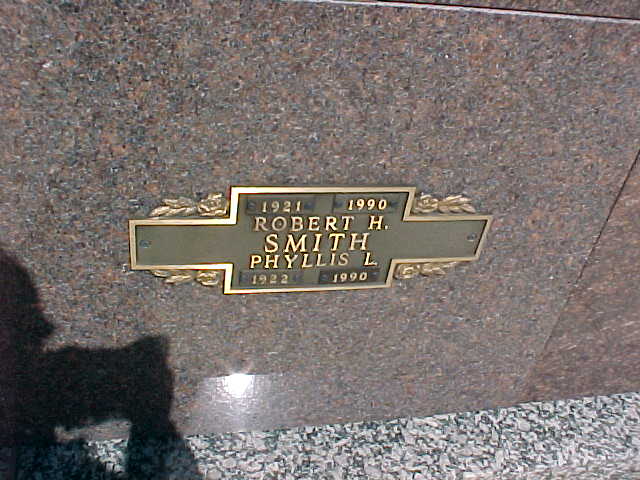 1921 1990
ROBERT H.
SMITH
PHYLLIS L.
1922 1990